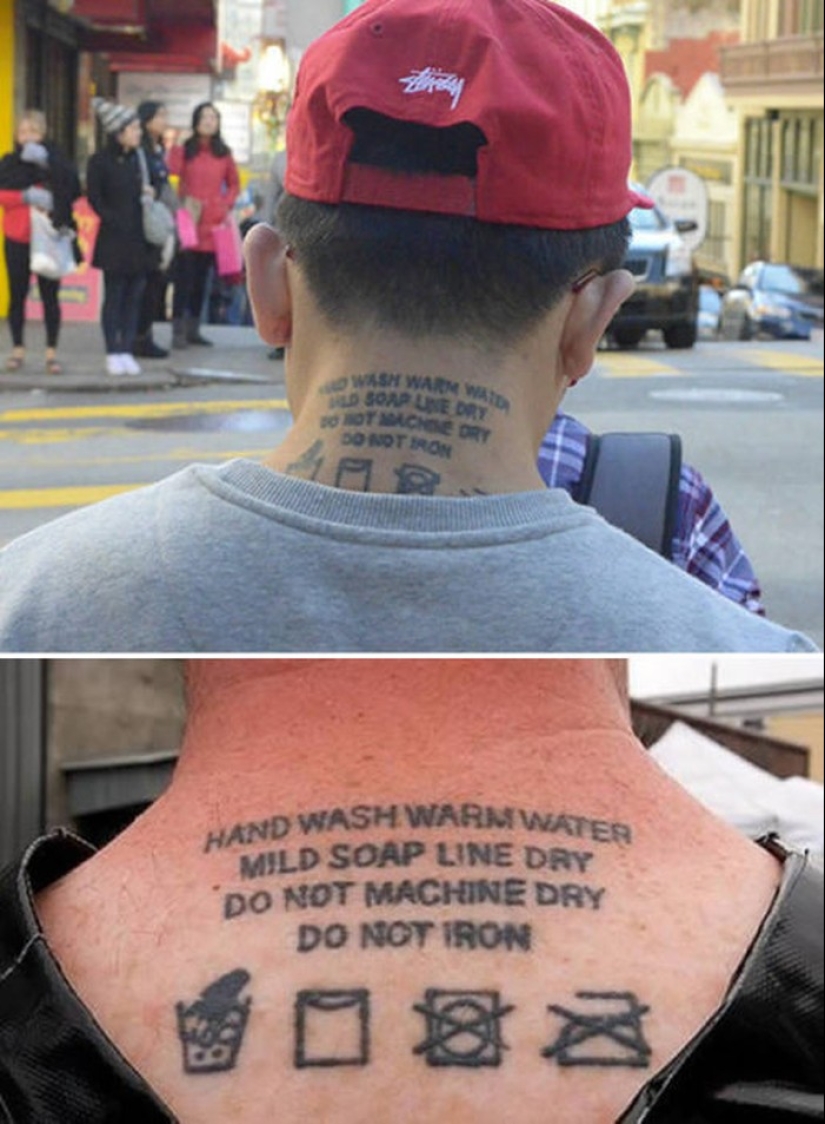 Stüssy
HAND WASH WARM WATER
MILD SOAP LINE DRY
DO NOT MACHINE DRY
DO NOT IRON
HAND WASH WARM WATER
MILD SOAP LINE DRY
DO NOT MACHINE DRY
DO NOT IRON